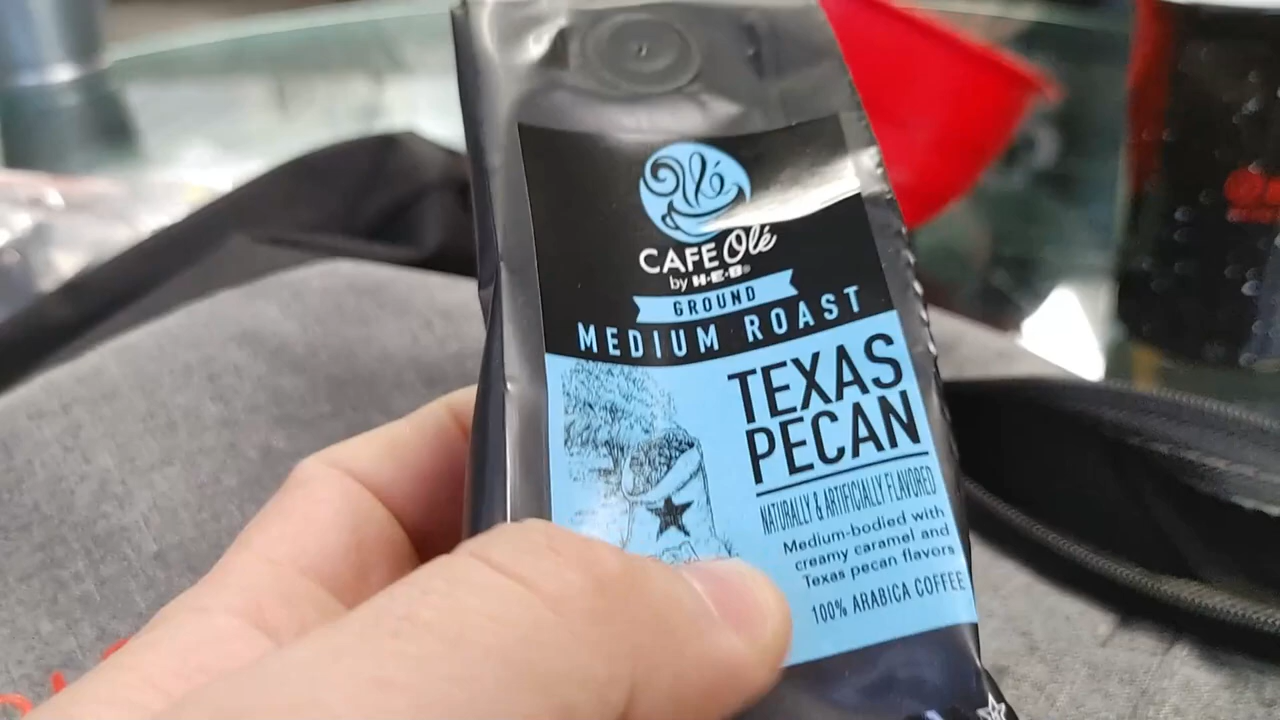 Olé
CAFE Olé
by H-E-B
GROUND
MEDIUM ROAST
TEXAS
PECAN
NATURALLY & ARTIFICIALLY FLAVORED
Medium-bodied with
creamy caramel and
Texas pecan flavors
100% ARABICA COFFEE